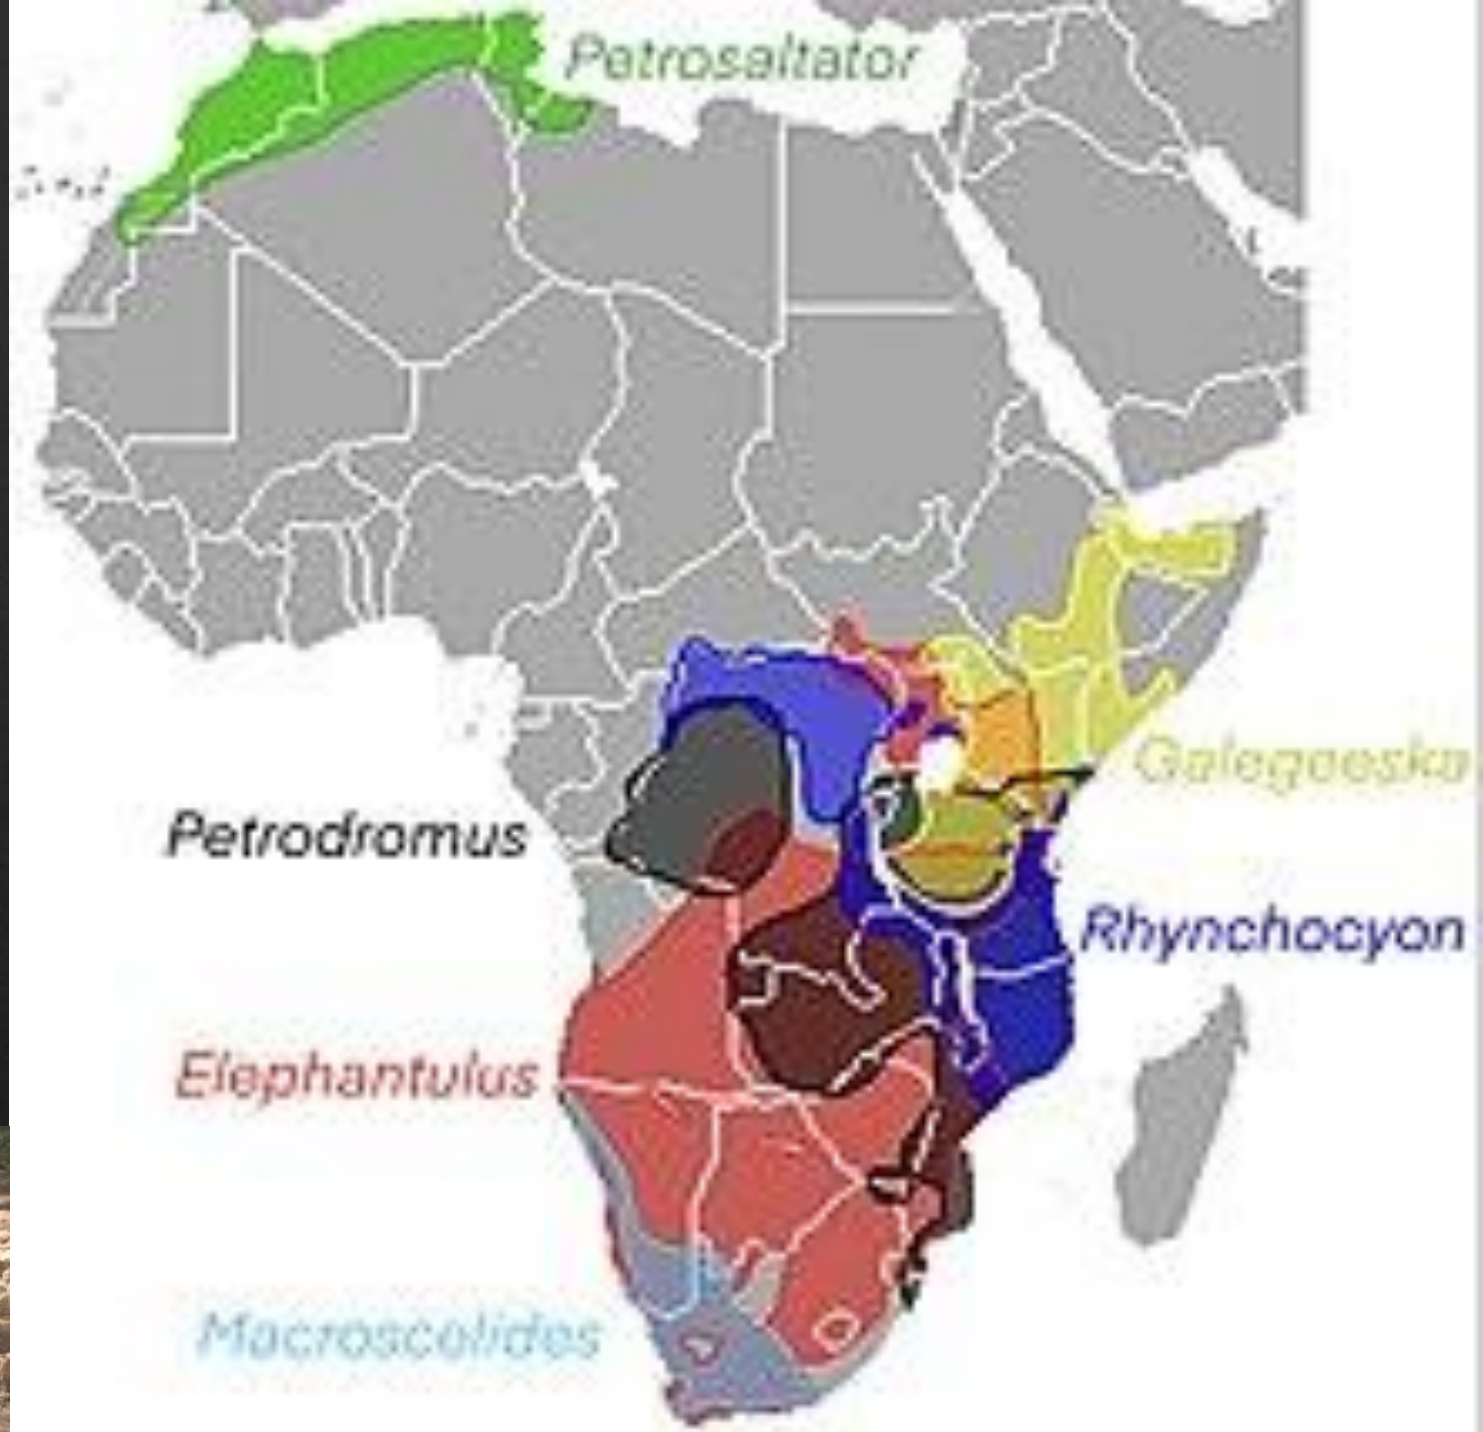 Petrosaltator
Galegeeska
Petrodromus
Rhynchocyon
Elephantulus
Macroscelides